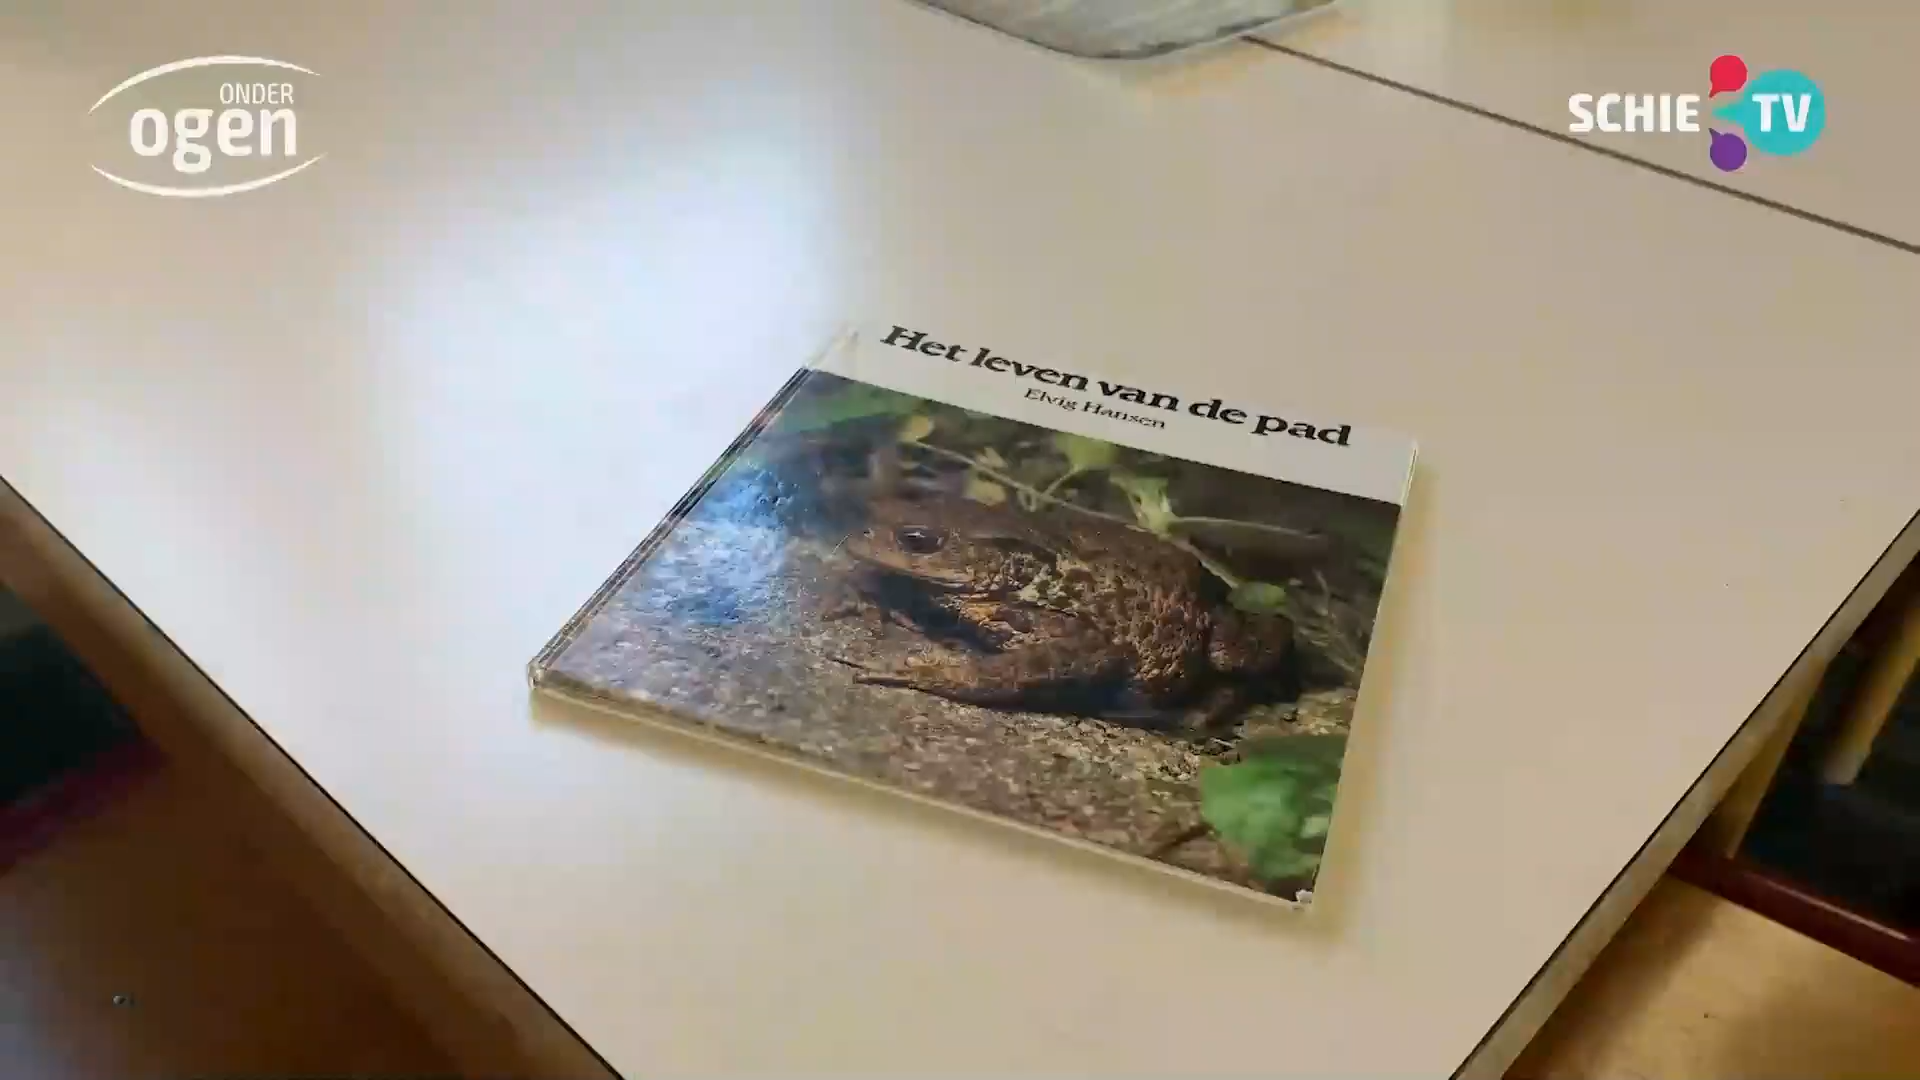 ONDER
ogen
SCHIE TV
Het leven van de pad
Elvig Hansen